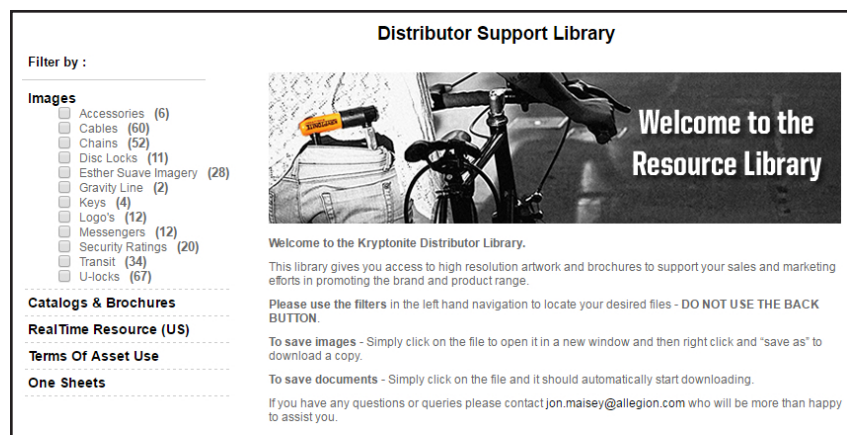 Distributor Support Library
Filter by :
Images
Accessories (6)
Cables (60)
Chains (52)
Disc Locks (11)
Esther Suave Imagery (28)
Gravity Line (2)
Keys (4)
Logo's (12)
Messengers (12)
Security Ratings (20)
Transit (34)
U-locks (67)
Catalogs & Brochures
RealTime Resource (US)
Terms Of Asset Use
One Sheets
KRYPTONITE
Welcome to the
Resource Library
Welcome to the Kryptonite Distributor Library.
This library gives you access to high resolution artwork and brochures to support your sales and marketing
efforts in promoting the brand and product range.
Please use the filters in the left hand navigation to locate your desired files - DO NOT USE THE BACK
BUTTON.
To save images - Simply click on the file to open it in a new window and then right click and “save as” to
download a copy.
To save documents - Simply click on the file and it should automatically start downloading.
If you have any questions or queries please contact jon.maisey@allegion.com who will be more than happy
to assist you.